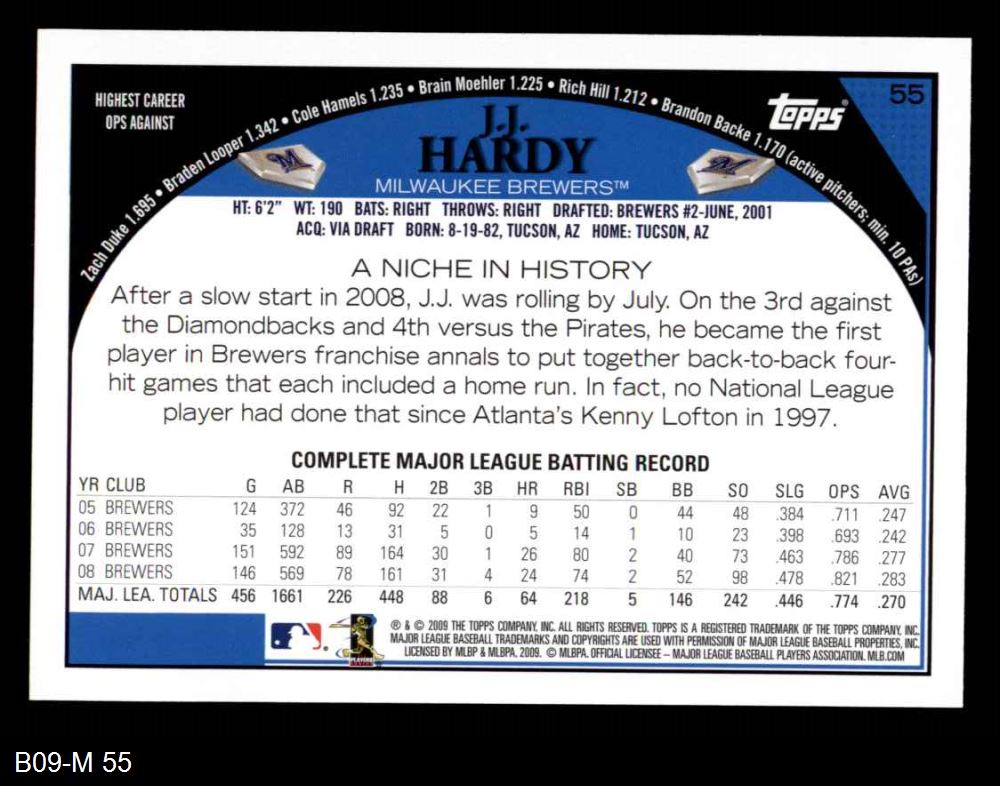 HIGHEST CAREER
OPS AGAINST
Zach Duke 1.695 • Braden Looper 1.342 • Cole Hamels 1.235 • Brain Moehler 1.225 • Rich Hill 1.212 • Brandon Backe 1.170 (active pitchers; min. 10 PAs)
topps®
55
J.J.
HARDY
MILWAUKEE BREWERS™
HT: 6'2" WT: 190 BATS: RIGHT THROWS: RIGHT DRAFTED: BREWERS #2-JUNE, 2001
ACQ: VIA DRAFT BORN: 8-19-82, TUCSON, AZ HOME: TUCSON, AZ
A NICHE IN HISTORY
After a slow start in 2008, J.J. was rolling by July. On the 3rd against
the Diamondbacks and 4th versus the Pirates, he became the first
player in Brewers franchise annals to put together back-to-back four-
hit games that each included a home run. In fact, no National League
player had done that since Atlanta's Kenny Lofton in 1997.
COMPLETE MAJOR LEAGUE BATTING RECORD
YR CLUB G AB R H 2B 3B HR RBI SB BB SO SLG OPS AVG
05 BREWERS 124 372 46 92 22 1 9 50 0 44 48 .384 .711 .247
06 BREWERS 35 128 13 31 5 0 5 14 1 10 23 .398 .693 .242
07 BREWERS 151 592 89 164 30 1 26 80 2 40 73 .463 .786 .277
08 BREWERS 146 569 78 161 31 4 24 74 2 52 98 .478 .821 .283
MAJ. LEA. TOTALS 456 1661 226 448 88 6 64 218 5 146 242 .446 .774 .270
® & © 2009 THE TOPPS COMPANY, INC. ALL RIGHTS RESERVED. TOPPS IS A REGISTERED TRADEMARK OF THE TOPPS COMPANY, INC.
MAJOR LEAGUE BASEBALL TRADEMARKS AND COPYRIGHTS ARE USED WITH PERMISSION OF MAJOR LEAGUE BASEBALL PROPERTIES, INC.
LICENSED BY MLBP & MLBPA. 2009. © MLBPA. OFFICIAL LICENSEE – MAJOR LEAGUE BASEBALL PLAYERS ASSOCIATION. MLB.COM
B09-M 55